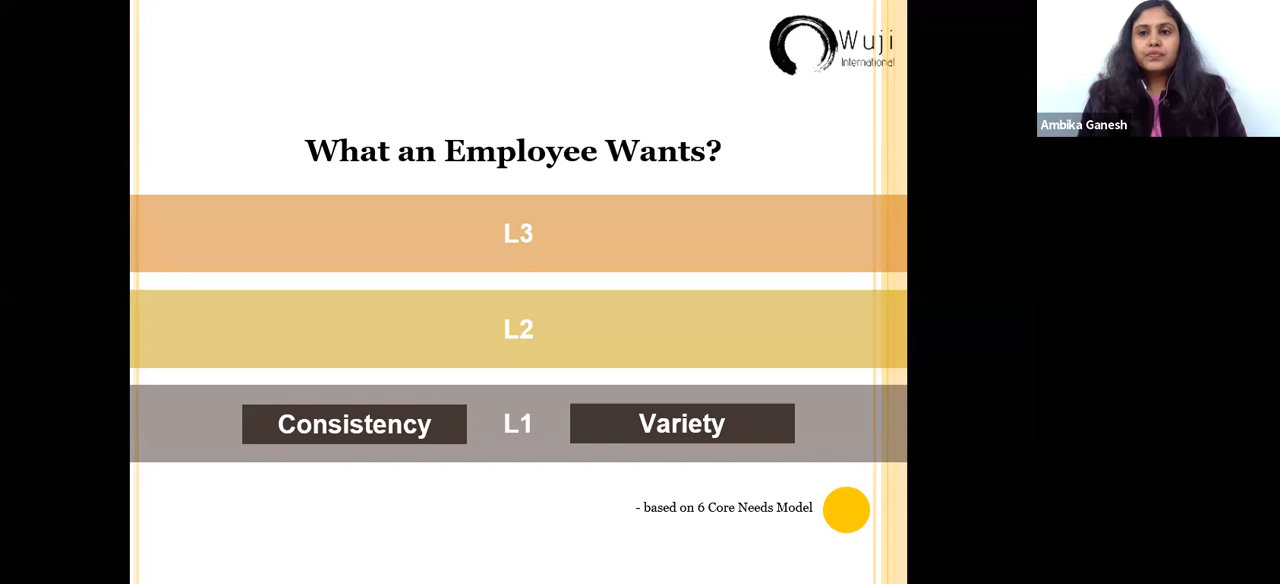 Wuji
International
Ambika Ganesh
What an Employee Wants?
L3
L2
Consistency L1 Variety
- based on 6 Core Needs Model